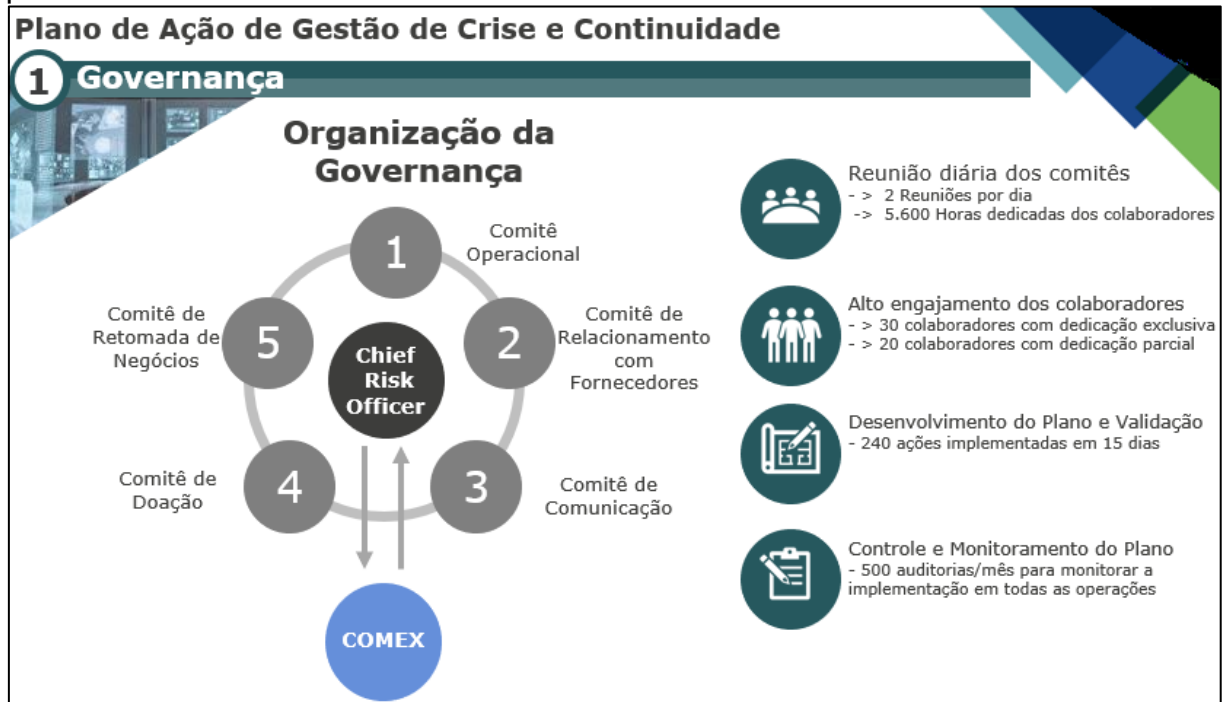 Plano de Ação de Gestão de Crise e Continuidade
1 Governança
Organização da
Governança
1
Comitê
Operacional
2
Comitê de
Relacionamento
com
Fornecedores
3
Comitê de
Comunicação
4
Comitê de
Doação
5
Comitê de
Retomada de
Negócios
Chief
Risk
Officer
COMEX
Reunião diária dos comitês
- > 2 Reuniões por dia
-> 5.600 Horas dedicadas dos colaboradores
Alto engajamento dos colaboradores
- > 30 colaboradores com dedicação exclusiva
- > 20 colaboradores com dedicação parcial
Desenvolvimento do Plano e Validação
- 240 ações implementadas em 15 dias
Controle e Monitoramento do Plano
- 500 auditorias/mês para monitorar a
implementação em todas as operações